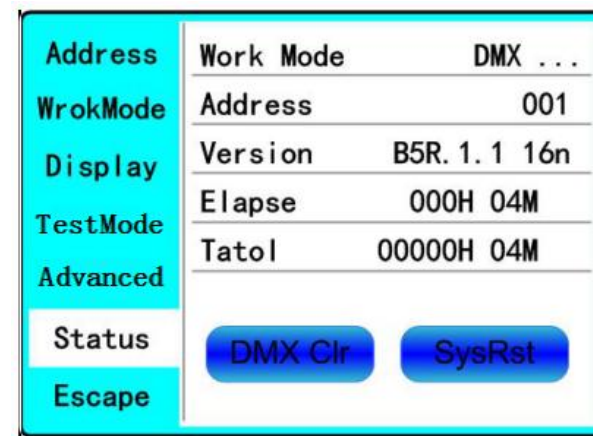 Address
WrokMode
Display
TestMode
Advanced
Status
Escape
Work Mode DMX ...
Address 001
Version B5R.1.1 16n
Elapse 000H 04M
Tatol 00000H 04M
DMX Clr SysRst